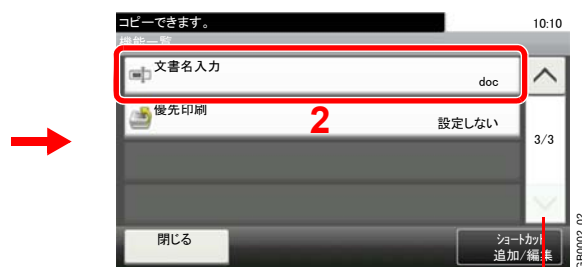 コピーできます。
10:10
機能一覧
文書名入力
doc
優先印刷
設定しない
2
3/3
閉じる
ショートカット
追加/編集
GB0002_02